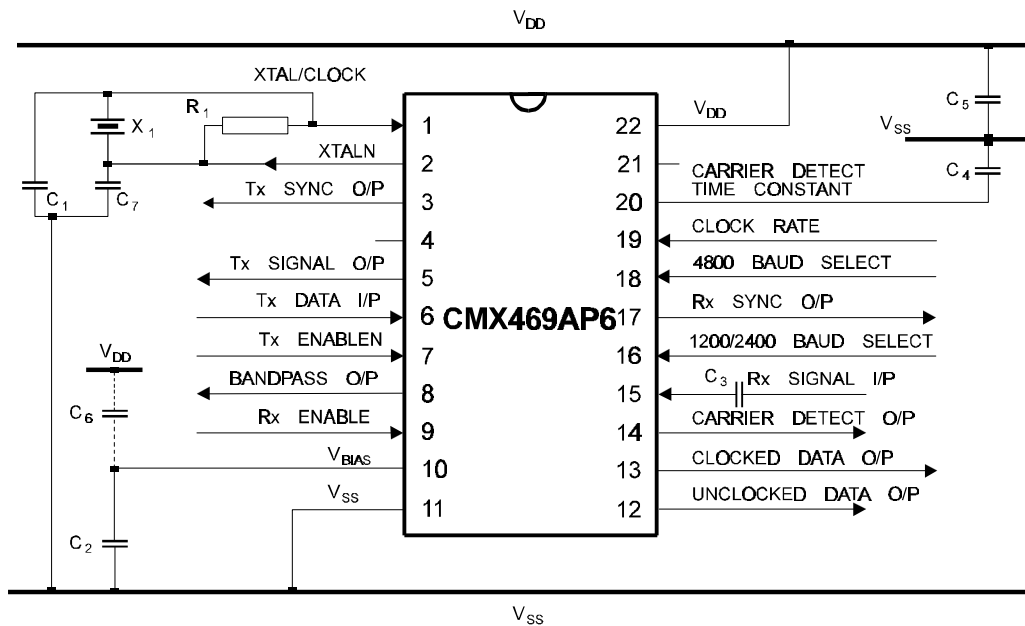 VDD
XTAL/CLOCK
R1
X1
C1
C7
XTALN
Tx SYNC O/P
Tx SIGNAL O/P
Tx DATA I/P
Tx ENABLEN
BANDPASS O/P
Rx ENABLE
VDD
C6
VBIAS
VSS
C2
1
2
3
4
5
6
7
8
9
10
11
CMX469AP6
22
21
20
19
18
17
16
15
14
13
12
VDD
CARRIER DETECT
TIME CONSTANT
CLOCK RATE
4800 BAUD SELECT
Rx SYNC O/P
1200/2400 BAUD SELECT
C3
Rx SIGNAL I/P
CARRIER DETECT O/P
CLOCKED DATA O/P
UNCLOCKED DATA O/P
C5
VSS
C4
VSS